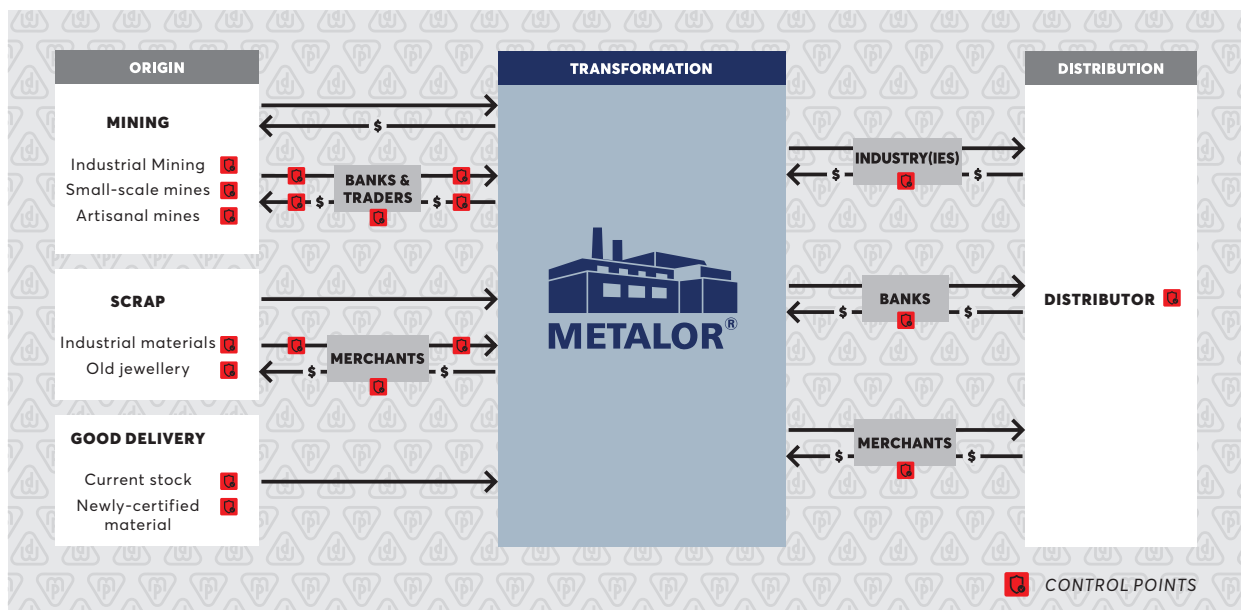 ORIGIN
TRANSFORMATION
DISTRIBUTION
MINING
$
Industrial Mining
Small-scale mines
Artisanal mines
BANKS &
TRADERS
$
$
INDUSTRY(IES)
$
$
SCRAP
Industrial materials
Old jewellery
MERCHANTS
$
$
METALOR®
BANKS
$
$
DISTRIBUTOR
GOOD DELIVERY
Current stock
Newly-certified
material
MERCHANTS
$
$
CONTROL POINTS